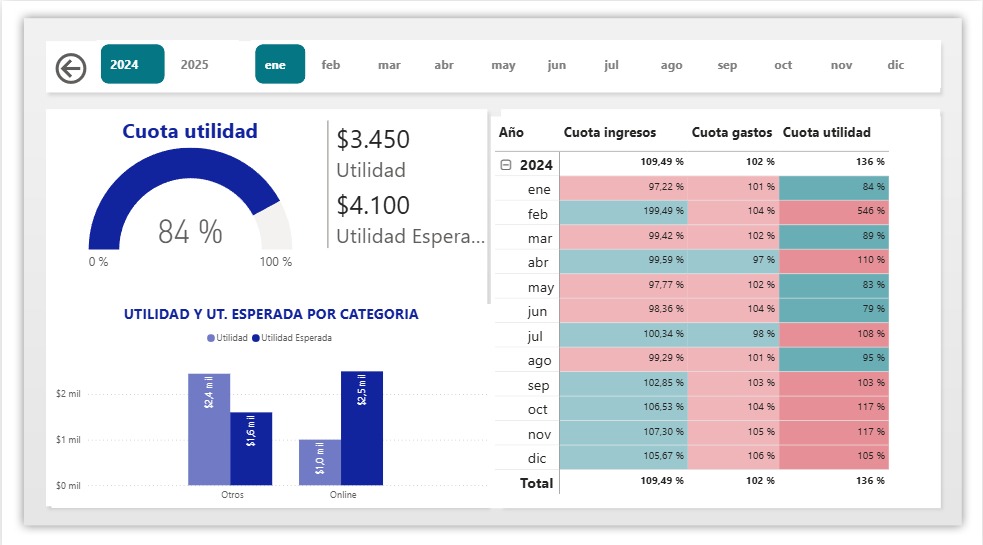 2024 2025 ene feb mar abr may jun jul ago sep oct nov dic
Cuota utilidad
84 %
0 % 100 %
$3.450
Utilidad
$4.100
Utilidad Espera...
UTILIDAD Y UT. ESPERADA POR CATEGORIA
Utilidad Utilidad Esperada
$2 mil
$1 mil
$0 mil
$2,4 mil
$1,6 mil
$1,0 mil
$2,5 mil
Otros Online
Año Cuota ingresos Cuota gastos Cuota utilidad
2024 109,49 % 102 % 136 %
ene 97,22 % 101 % 84 %
feb 199,49 % 104 % 546 %
mar 99,42 % 102 % 89 %
abr 99,59 % 97 % 110 %
may 97,77 % 102 % 83 %
jun 98,36 % 104 % 79 %
jul 100,34 % 98 % 108 %
ago 99,29 % 101 % 95 %
sep 102,85 % 103 % 103 %
oct 106,53 % 104 % 117 %
nov 107,30 % 105 % 117 %
dic 105,67 % 106 % 105 %
Total 109,49 % 102 % 136 %